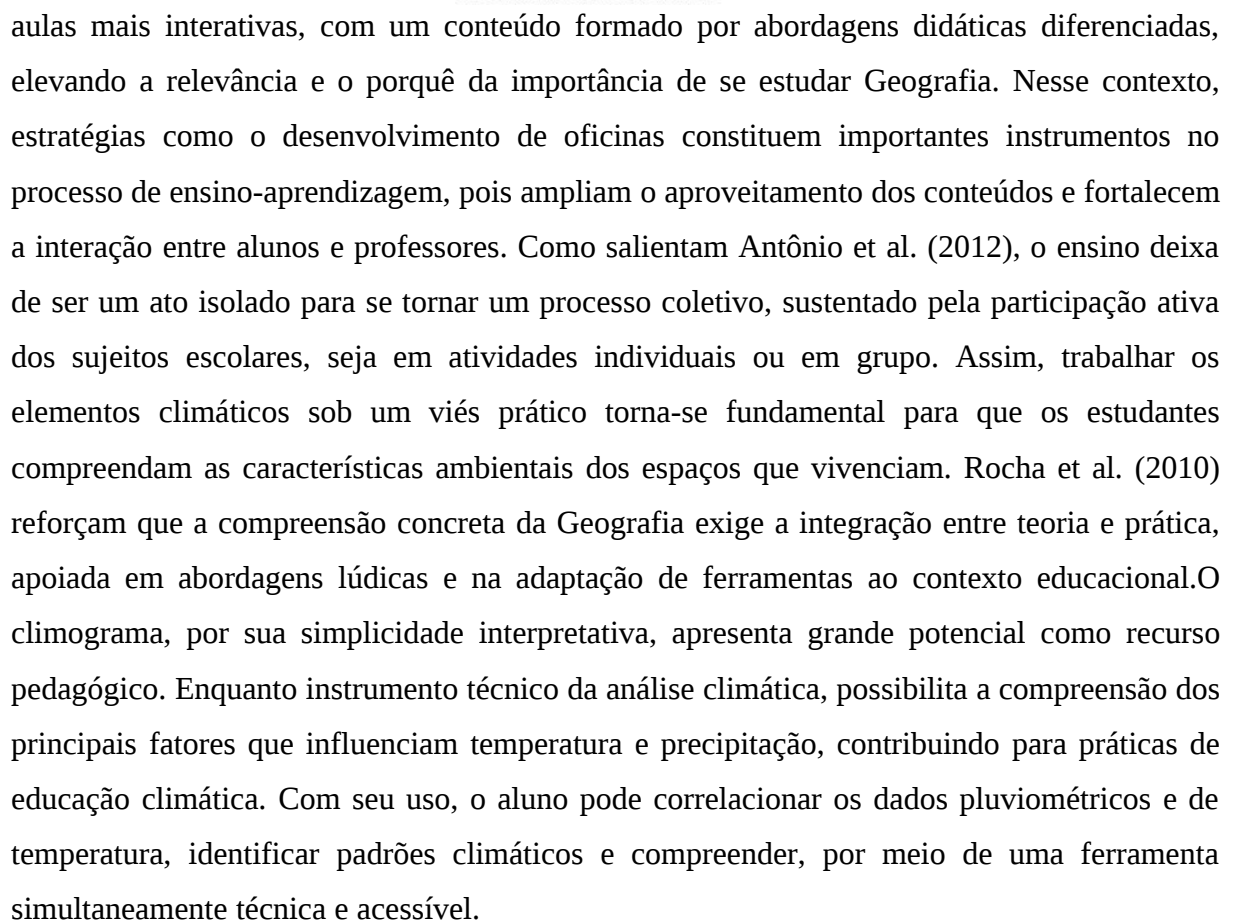 aulas mais interativas, com um conteúdo formado por abordagens didáticas diferenciadas,
elevando a relevância e o porquê da importância de se estudar Geografia. Nesse contexto,
estratégias como o desenvolvimento de oficinas constituem importantes instrumentos no
processo de ensino-aprendizagem, pois ampliam o aproveitamento dos conteúdos e fortalecem
a interação entre alunos e professores. Como salientam Antônio et al. (2012), o ensino deixa
de ser um ato isolado para se tornar um processo coletivo, sustentado pela participação ativa
dos sujeitos escolares, seja em atividades individuais ou em grupo. Assim, trabalhar os
elementos climáticos sob um viés prático torna-se fundamental para que os estudantes
compreendam as características ambientais dos espaços que vivenciam. Rocha et al. (2010)
reforçam que a compreensão concreta da Geografia exige a integração entre teoria e prática,
apoiada em abordagens lúdicas e na adaptação de ferramentas ao contexto educacional.O
climograma, por sua simplicidade interpretativa, apresenta grande potencial como recurso
pedagógico. Enquanto instrumento técnico da análise climática, possibilita a compreensão dos
principais fatores que influenciam temperatura e precipitação, contribuindo para práticas de
educação climática. Com seu uso, o aluno pode correlacionar os dados pluviométricos e de
temperatura, identificar padrões climáticos e compreender, por meio de uma ferramenta
simultaneamente técnica e acessível.